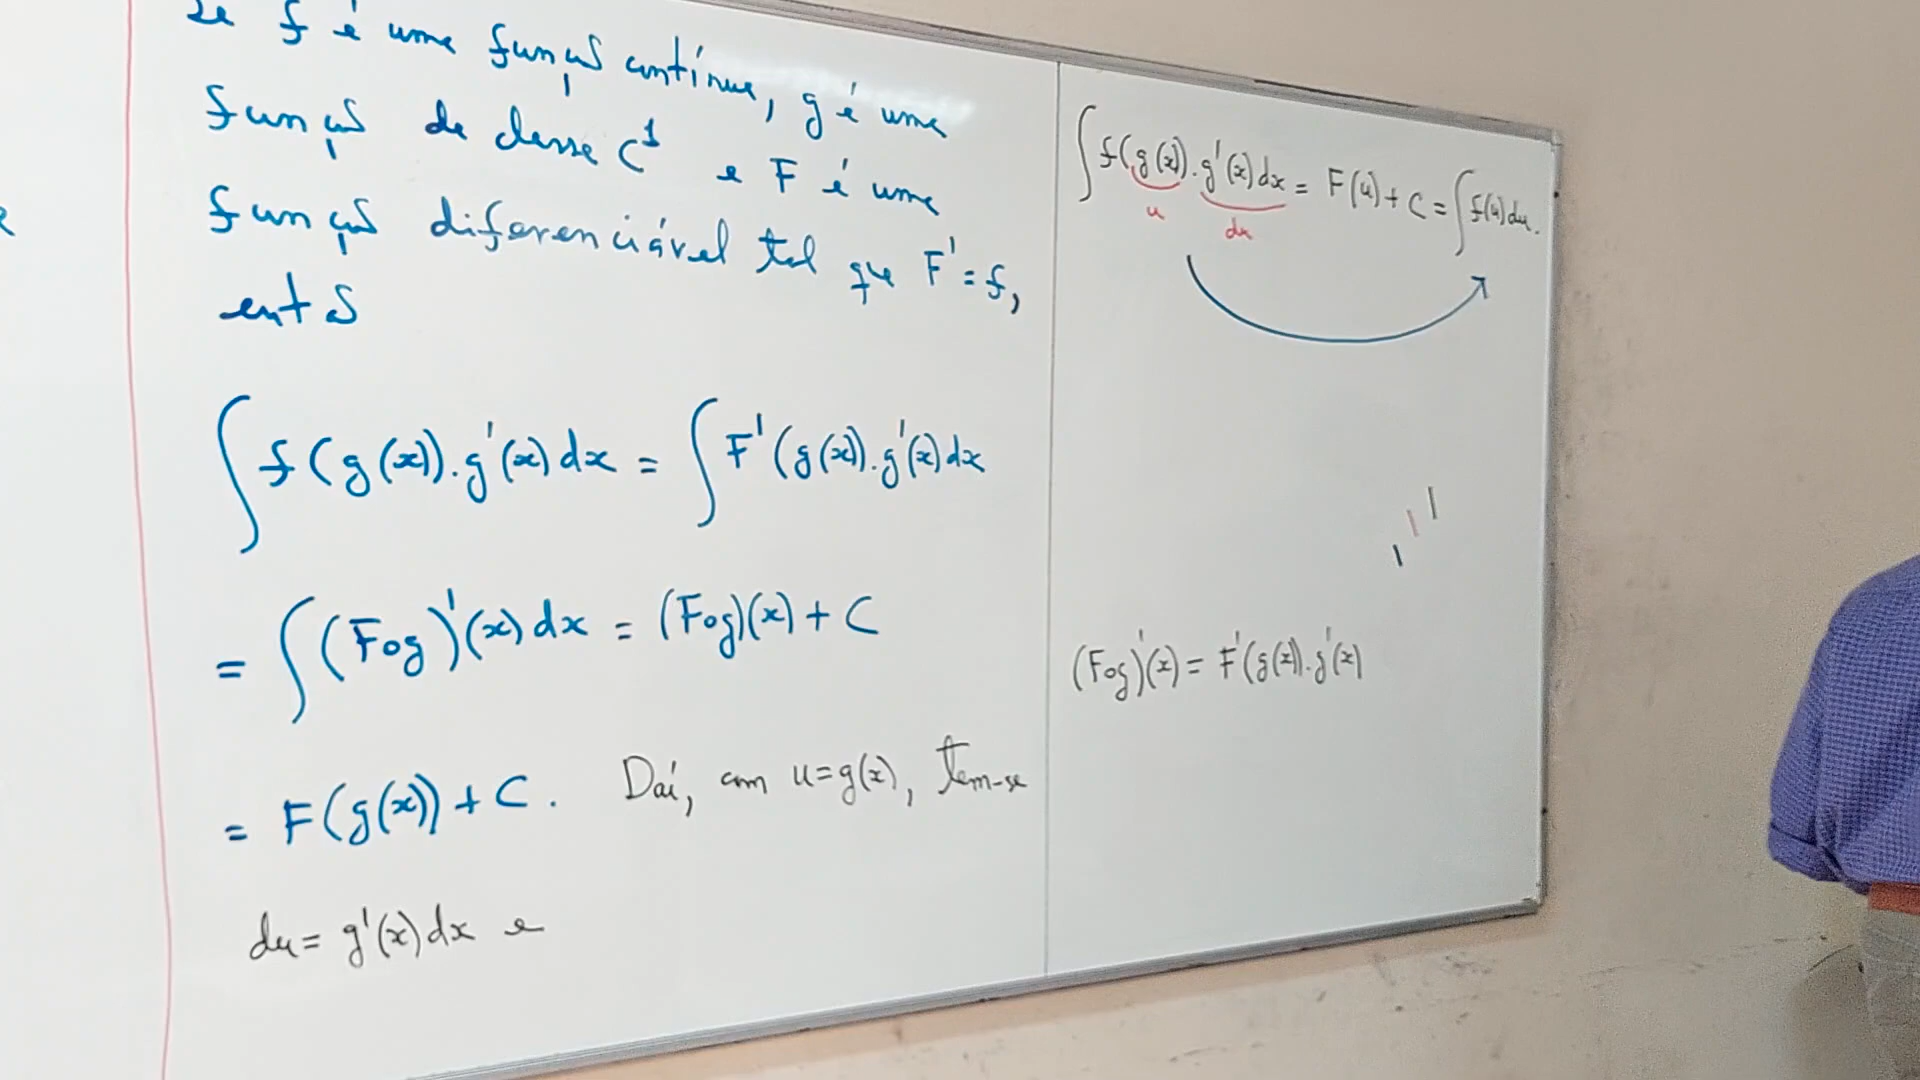 Se f é uma função contínua, g é uma
função de classe C¹ e F é uma
função diferenciável tal que F' = f,
então
∫ f(g(x)).g'(x)dx = ∫ F'(g(x)).g'(x)dx
= ∫ (Fog)'(x)dx = (Fog)(x) + C
= F(g(x)) + C. Daí, com u=g(x), tem-se
du = g'(x)dx e
∫ f(g(x)).g'(x)dx = F(u) + C = ∫ f(u)du.
u du
(Fog)'(x) = F'(g(x)).g'(x)